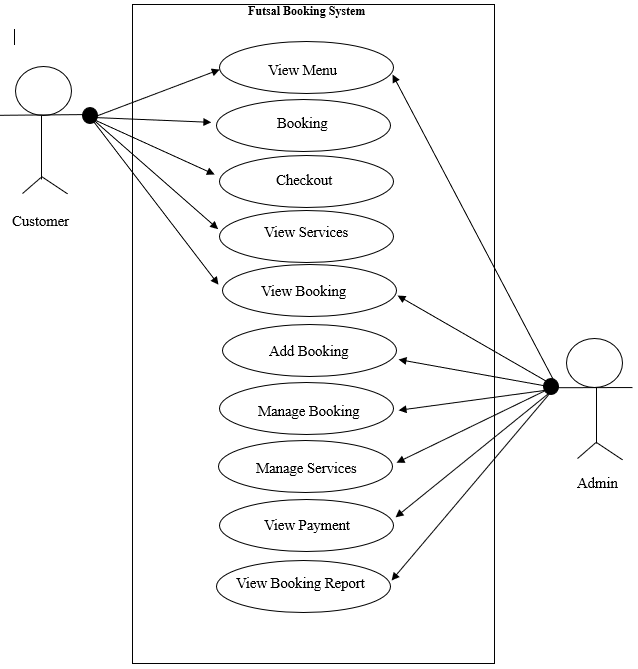 Futsal Booking System
View Menu
Booking
Checkout
View Services
Customer
View Booking
Add Booking
Manage Booking
Manage Services
Admin
View Payment
View Booking Report